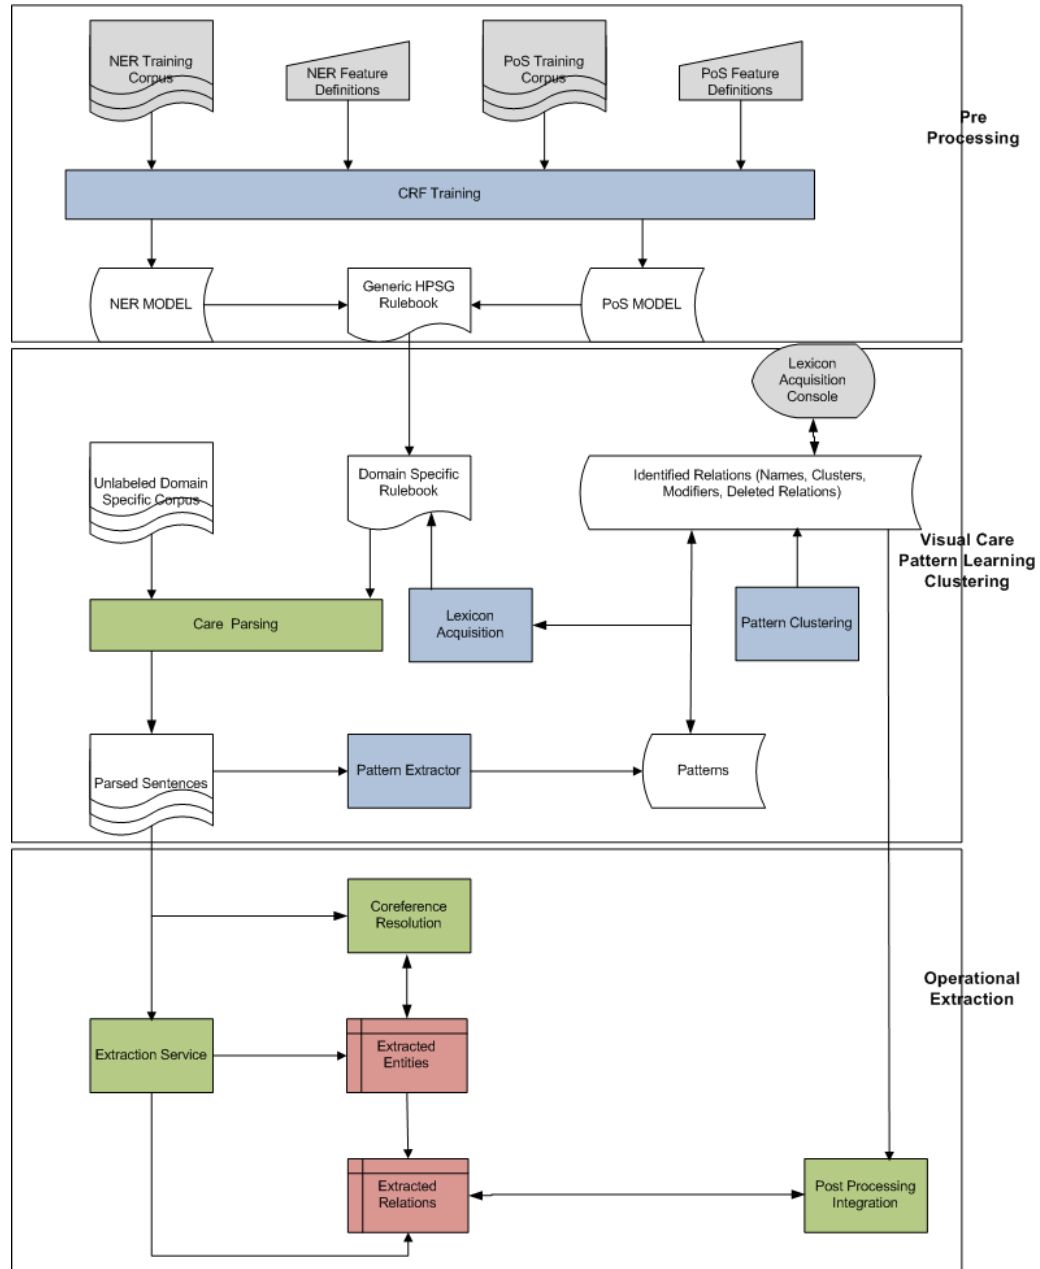 NER Training
Corpus
NER Feature
Definitions
PoS Training
Corpus
PoS Feature
Definitions
Pre
Processing
CRF Training
NER MODEL
Generic HPSG
Rulebook
PoS MODEL
Lexicon
Acquisition
Console
Unlabeled Domain
Specific Corpus
Domain Specific
Rulebook
Identified Relations (Names, Clusters,
Modifiers, Deleted Relations)
Visual Care
Pattern Learning
Clustering
Care Parsing
Lexicon
Acquisition
Pattern Clustering
Parsed Sentences
Pattern Extractor
Patterns
Coreference
Resolution
Operational
Extraction
Extraction Service
Extracted
Entities
Extracted
Relations
Post Processing
Integration